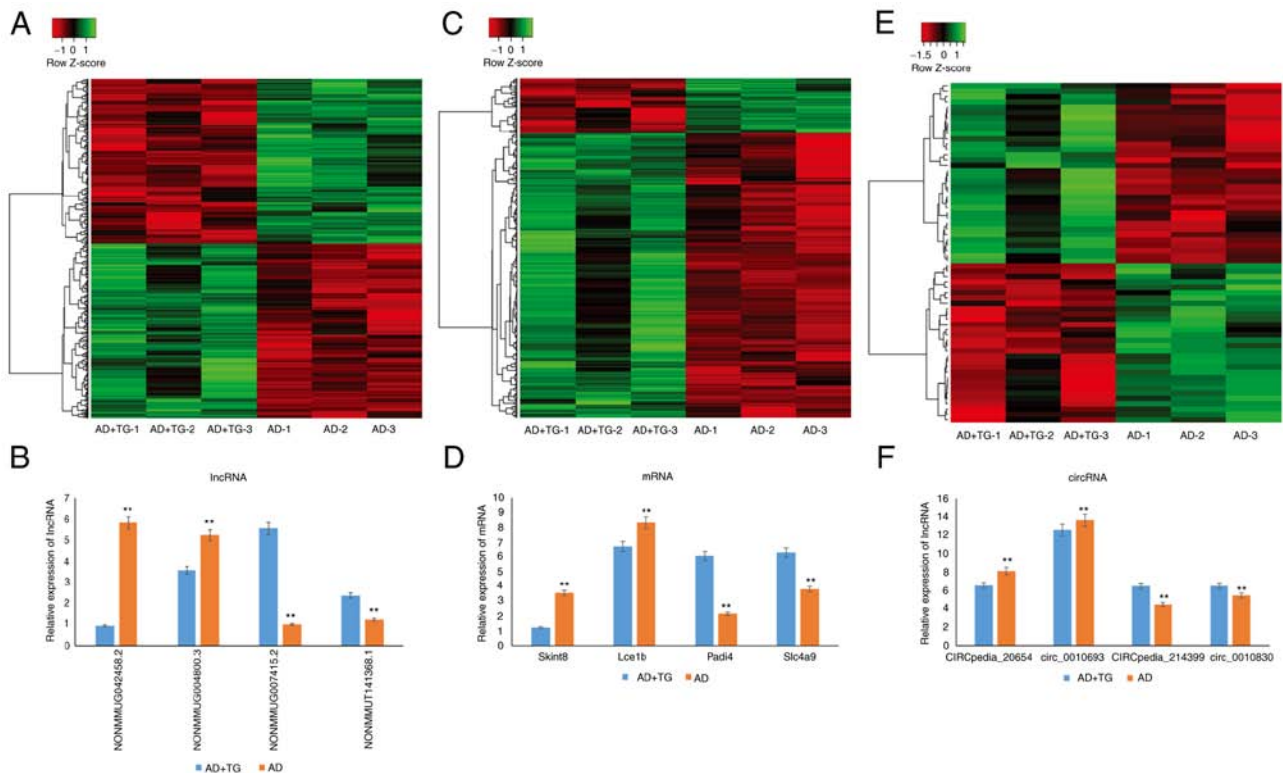 A
−1 0 1
Row Z-score
AD+TG-1 AD+TG-2 AD+TG-3 AD-1 AD-2 AD-3
C
−1 0 1
Row Z-score
AD+TG-1 AD+TG-2 AD+TG-3 AD-1 AD-2 AD-3
E
−1.5 0 1
Row Z-score
AD+TG-1 AD+TG-2 AD+TG-3 AD-1 AD-2 AD-3
B
lncRNA
Relative expression of lncRNA
7
6
5
4
3
2
1
0
**
**
**
**
NONMMUG042458.2
NONMMUG004800.3
NONMMUG007415.2
NONMMUT141368.1
AD+TG AD
D
mRNA
Relative expression of mRNA
10
9
8
7
6
5
4
3
2
1
0
**
**
**
**
Skint8 Lce1b Padi4 Slc4a9
AD+TG AD
F
circRNA
Relative expression of lncRNA
16
14
12
10
8
6
4
2
0
**
**
**
**
CIRCpedia_20654 circ_0010693 CIRCpedia_214399 circ_0010830
AD+TG AD